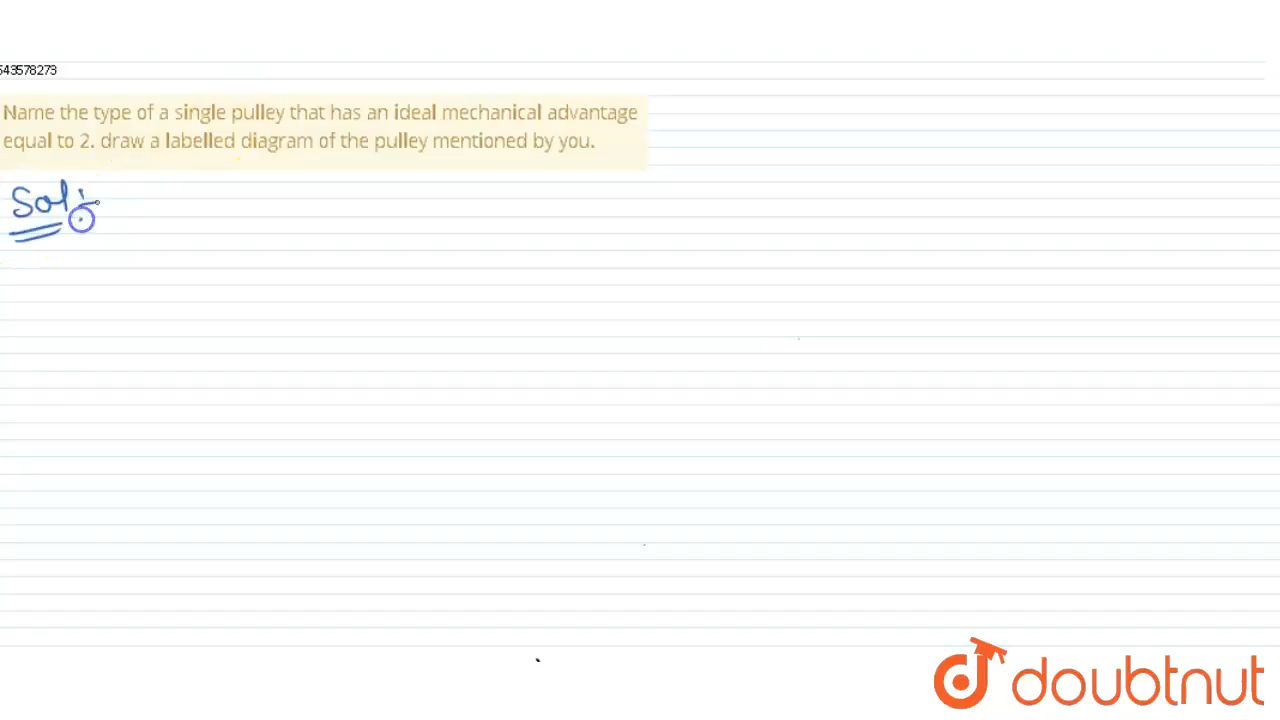 543578273
Name the type of a single pulley that has an ideal mechanical advantage
equal to 2. draw a labelled diagram of the pulley mentioned by you.
Sol:
doubtnut